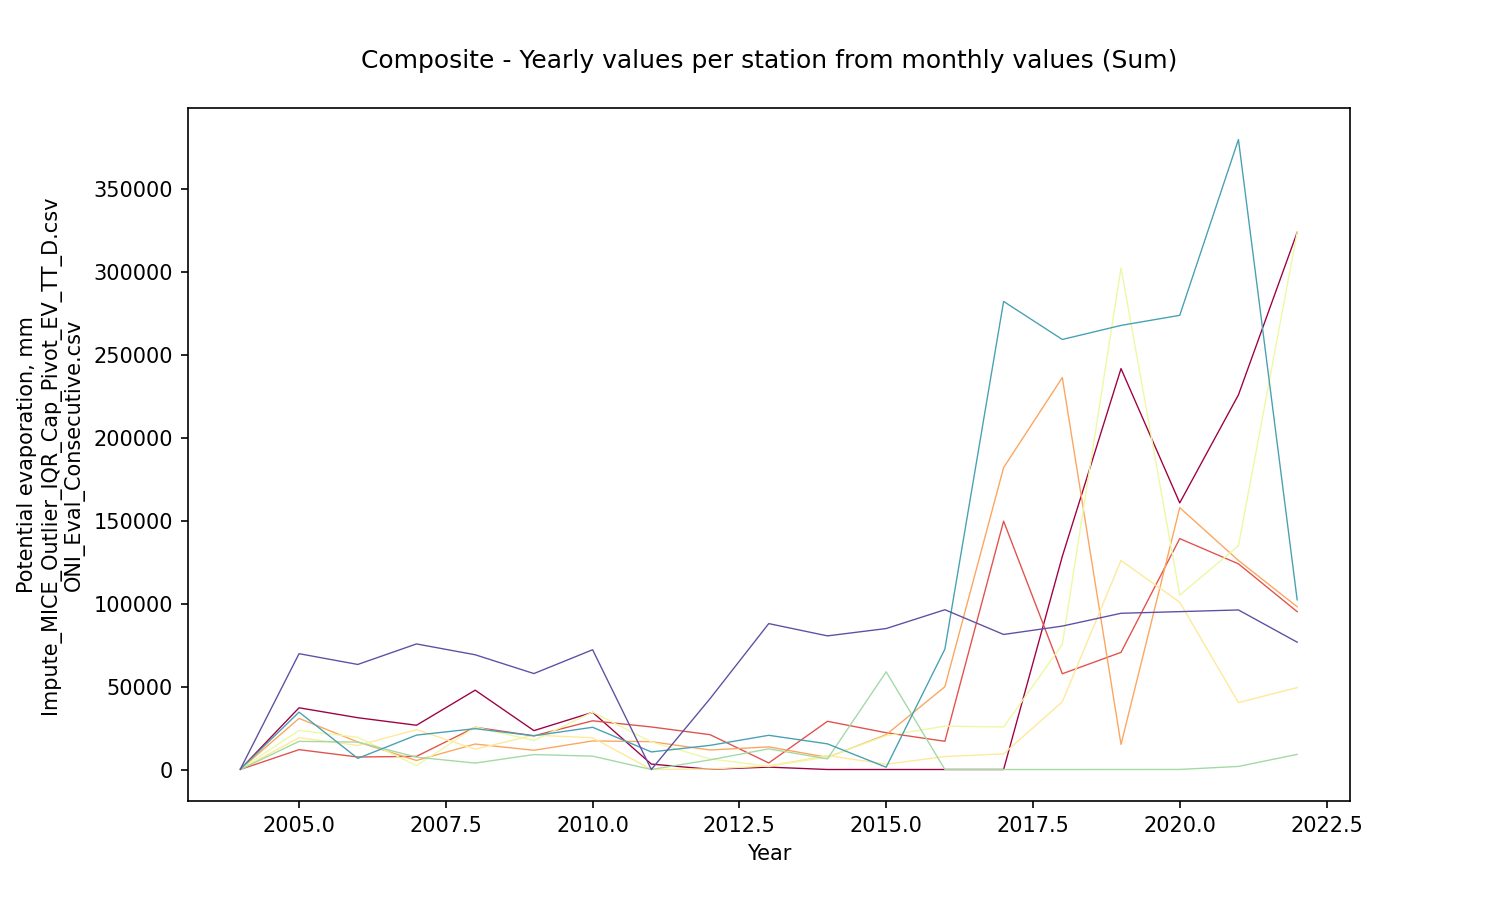 Composite - Yearly values per station from monthly values (Sum)
Potential evaporation, mm
Impute_MICE_Outlier_IQR_Cap_Pivot_EV_TT_D.csv
ONI_Eval_Consecutive.csv
350000
300000
250000
200000
150000
100000
50000
0
2005.0 2007.5 2010.0 2012.5 2015.0 2017.5 2020.0 2022.5
Year